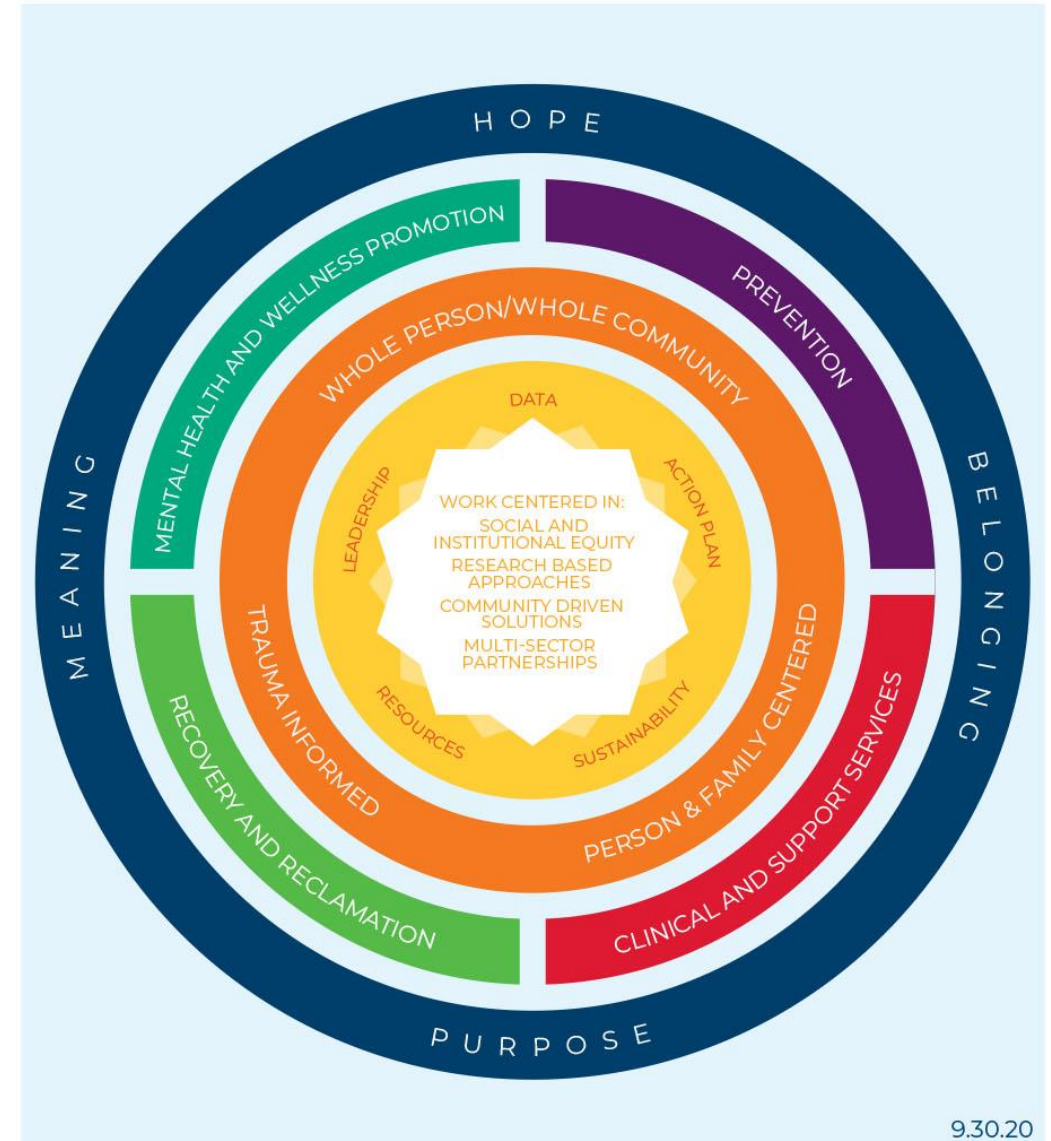 HOPE
MENTAL HEALTH AND WELLNESS PROMOTION
PREVENTION
WHOLE PERSON/WHOLE COMMUNITY
DATA
LEADERSHIP
ACTION PLAN
MEANING
BELONGING
WORK CENTERED IN:
SOCIAL AND
INSTITUTIONAL EQUITY
RESEARCH BASED
APPROACHES
COMMUNITY DRIVEN
SOLUTIONS
MULTI-SECTOR
PARTNERSHIPS
TRAUMA INFORMED
PERSON & FAMILY CENTERED
RESOURCES
SUSTAINABILITY
RECOVERY AND RECLAMATION
CLINICAL AND SUPPORT SERVICES
PURPOSE
9.30.20